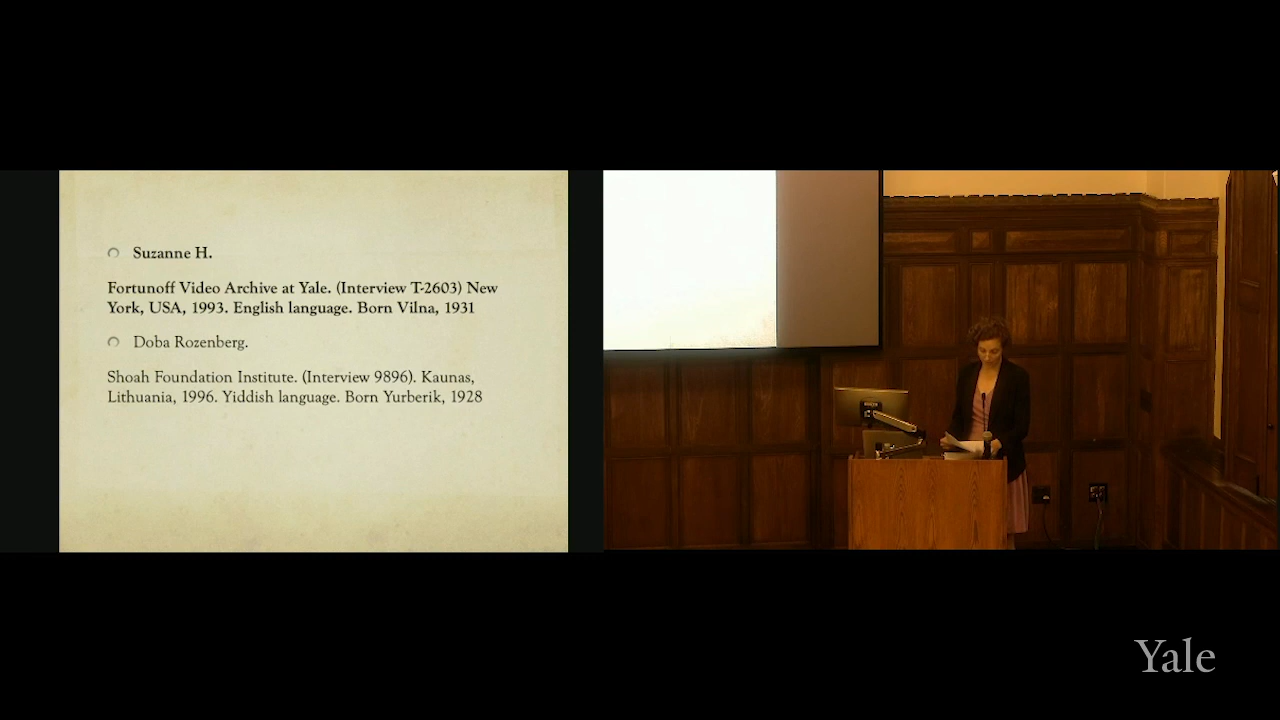 Suzanne H.
Fortunoff Video Archive at Yale. (Interview T-2603) New
York, USA, 1993. English language. Born Vilna, 1931
Doba Rozenberg.
Shoah Foundation Institute. (Interview 9896). Kaunas,
Lithuania, 1996. Yiddish language. Born Yurberik, 1928
Yale